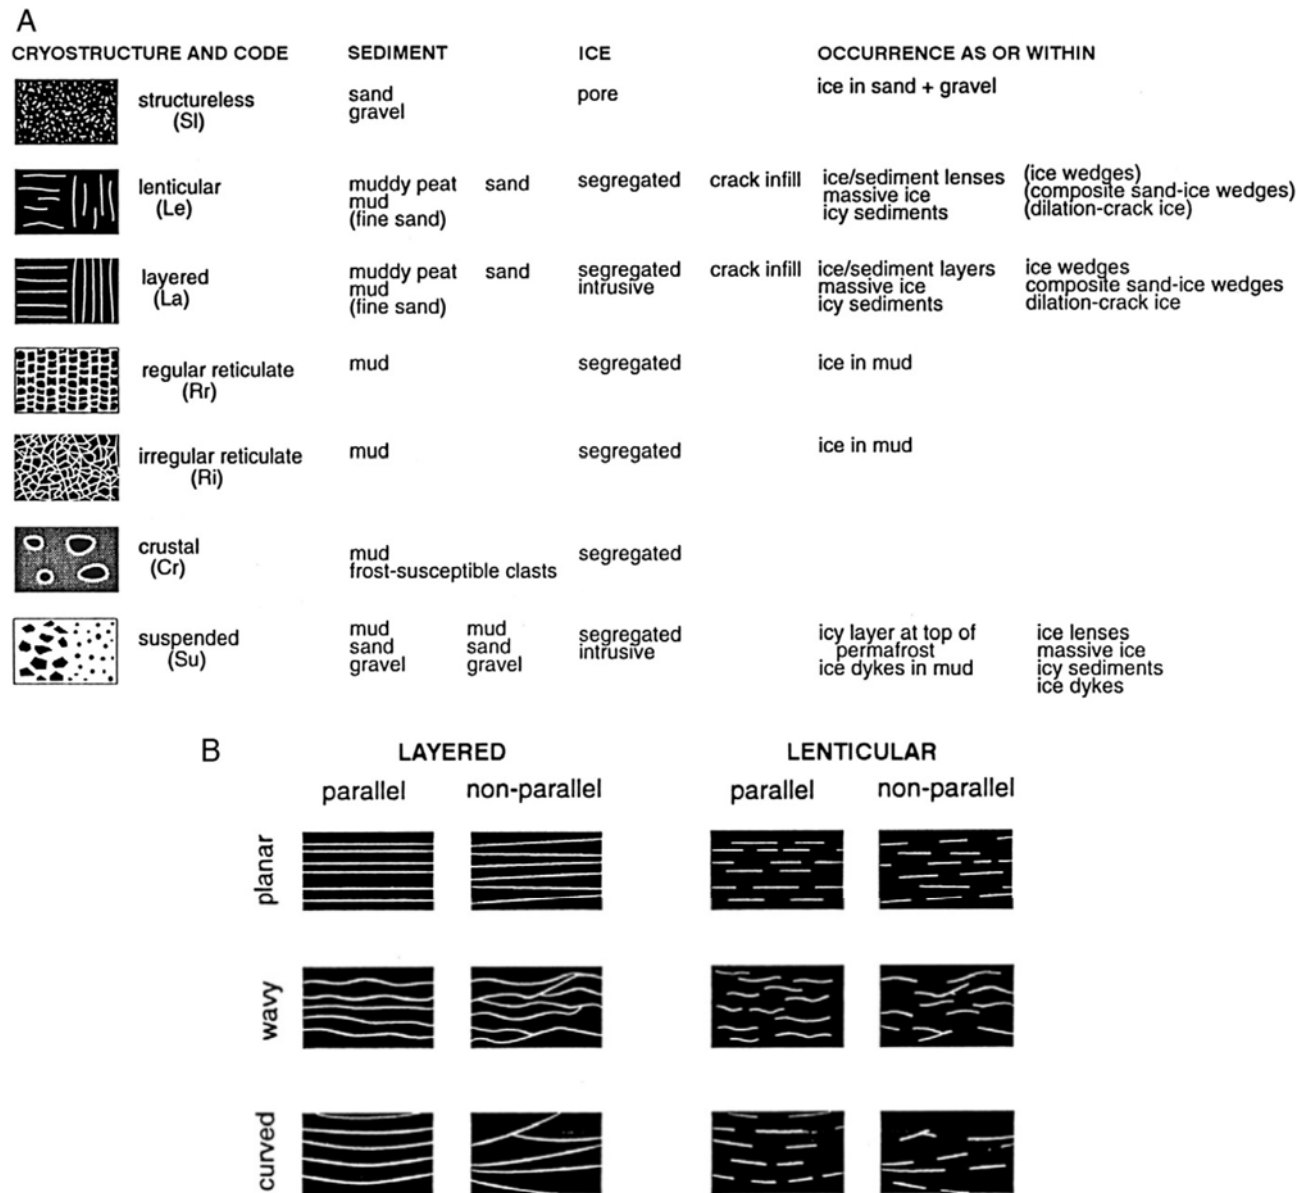 A
CRYOSTRUCTURE AND CODE SEDIMENT ICE OCCURRENCE AS OR WITHIN
structureless sand pore ice in sand + gravel
(Sl) gravel
lenticular muddy peat sand segregated crack infill ice/sediment lenses (ice wedges)
(Le) mud massive ice (composite sand-ice wedges)
(fine sand) icy sediments (dilation-crack ice)
layered muddy peat sand segregated crack infill ice/sediment layers ice wedges
(La) mud intrusive massive ice composite sand-ice wedges
(fine sand) icy sediments dilation-crack ice
regular reticulate mud segregated ice in mud
(Rr)
irregular reticulate mud segregated ice in mud
(Ri)
crustal mud segregated
(Cr) frost-susceptible clasts
suspended mud mud segregated icy layer at top of ice lenses
(Su) sand sand intrusive permafrost massive ice
gravel gravel ice dykes in mud icy sediments
ice dykes
B
LAYERED LENTICULAR
parallel non-parallel parallel non-parallel
planar
wavy
curved